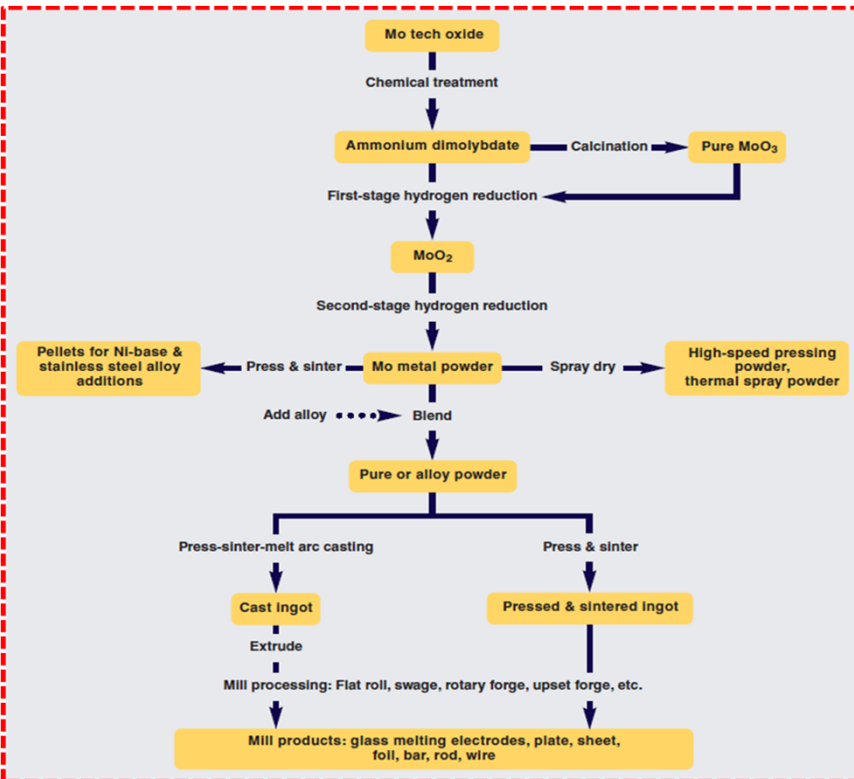 Mo tech oxide
Chemical treatment
Ammonium dimolybdate
Calcination
Pure MoO₃
First-stage hydrogen reduction
MoO₂
Second-stage hydrogen reduction
Pellets for Ni-base &
stainless steel alloy
additions
Press & sinter
Mo metal powder
Spray dry
High-speed pressing
powder,
thermal spray powder
Add alloy
Blend
Pure or alloy powder
Press-sinter-melt arc casting
Press & sinter
Cast ingot
Pressed & sintered ingot
Extrude
Mill processing: Flat roll, swage, rotary forge, upset forge, etc.
Mill products: glass melting electrodes, plate, sheet,
foil, bar, rod, wire